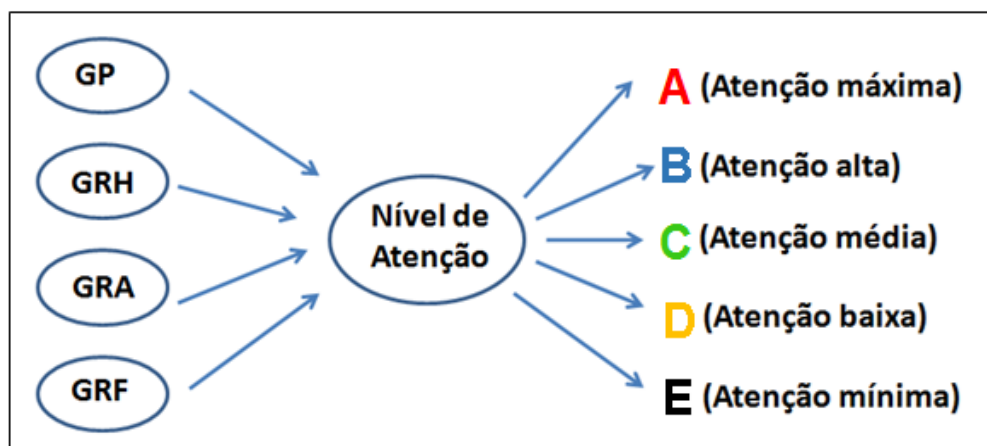 GP
GRH
GRA
GRF
Nível de
Atenção
A (Atenção máxima)
B (Atenção alta)
C (Atenção média)
D (Atenção baixa)
E (Atenção mínima)